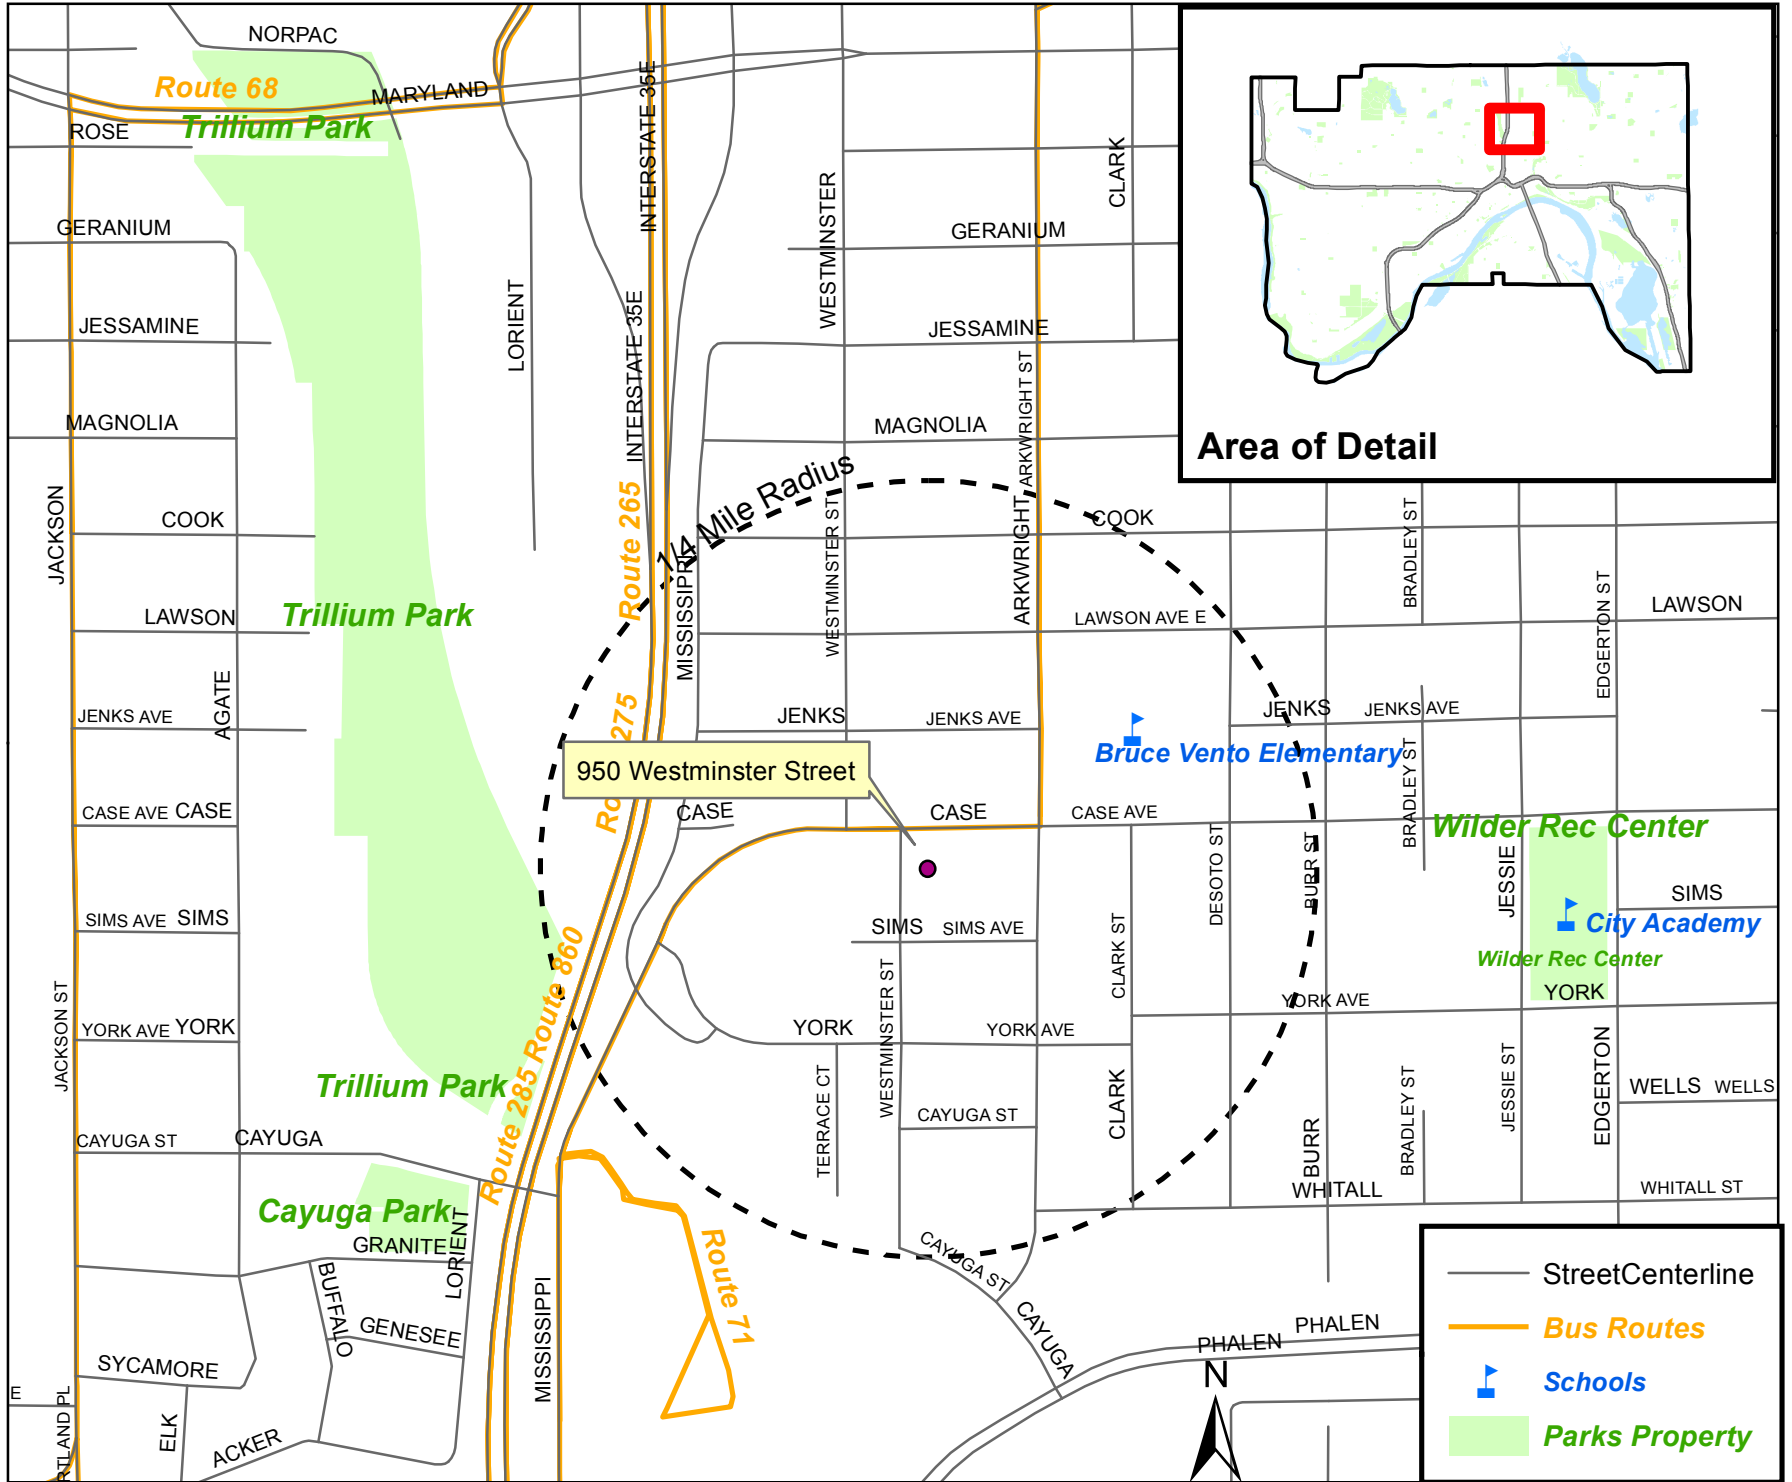 NORPAC
Route 68
MARYLAND
ROSE
Trillium Park
INTERSTATE 35E
CLARK
GERANIUM
WESTMINSTER
GERANIUM
LORIENT
INTERSTATE 35E
JESSAMINE
JESSAMINE
ARKWRIGHT ST
MAGNOLIA
MAGNOLIA
Area of Detail
1/4 Mile Radius
JACKSON
COOK
Route 265
MISSISSIPPI
WESTMINSTER ST
ARKWRIGHT
COOK
BRADLEY ST
EDGERTON ST
LAWSON
Trillium Park
LAWSON AVE E
LAWSON
AGATE
JENKS AVE
JENKS
JENKS AVE
JENKS
JENKS AVE
275
Bruce Vento Elementary
950 Westminster Street
BRADLEY ST
CASE AVE
CASE
Ro
CASE
CASE
CASE AVE
DESOTO ST
BURR ST
Wilder Rec Center
JESSIE
SIMS AVE
SIMS
SIMS
SIMS AVE
CLARK ST
SIMS
City Academy
Wilder Rec Center
JACKSON ST
YORK AVE
YORK
Route 285
Route 860
YORK
WESTMINSTER ST
YORK AVE
YORK AVE
YORK
Trillium Park
TERRACE CT
CAYUGA ST
CLARK
BURR
BRADLEY ST
JESSIE ST
EDGERTON
WELLS
WELLS
CAYUGA ST
CAYUGA
WHITALL
WHITALL ST
Cayuga Park
GRANITE
LORIENT
CAYUGA ST
BUFFALO
GENESEE
MISSISSIPPI
Route 71
CAYUGA
PHALEN
PHALEN
SYCAMORE
E
RTLAND PL
ELK
ACKER
N
StreetCenterline
Bus Routes
Schools
Parks Property